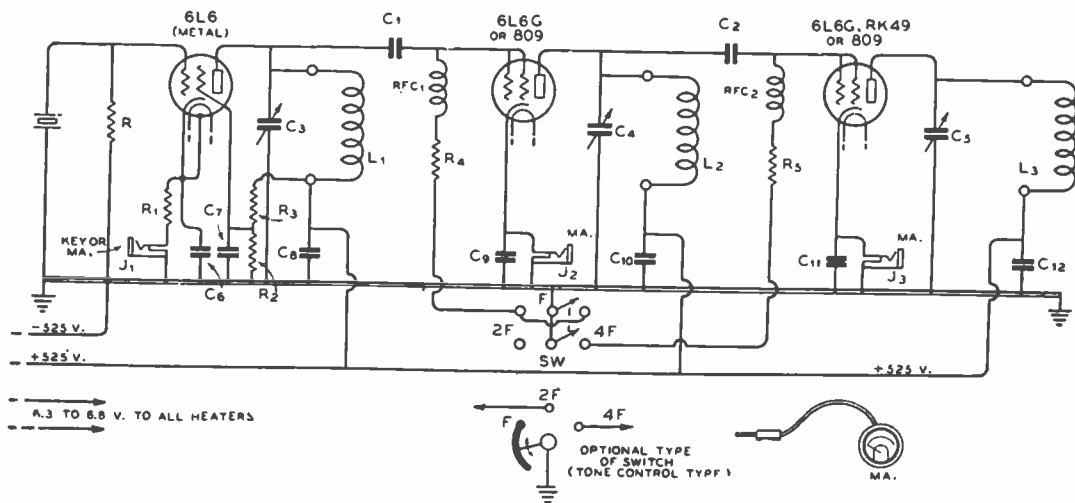 6L6
(METAL)
C1
6L6G
OR 809
C2
6L6G, RK49
OR 809
R
C3
L1
RFC1
R4
C4
L2
RFC2
R5
C5
L3
R1
C7
R3
KEY OR
MA.
J1
C6
R2
C8
C9
MA.
J2
C10
C11
MA.
J3
C12
F
2F
4F
SW
-525 V.
+525 V.
+525 V.
6.3 TO 6.6 V. TO ALL HEATERS
2F
F
4F
OPTIONAL TYPE
OF SWITCH
(TONE CONTROL TYPE)
MA.